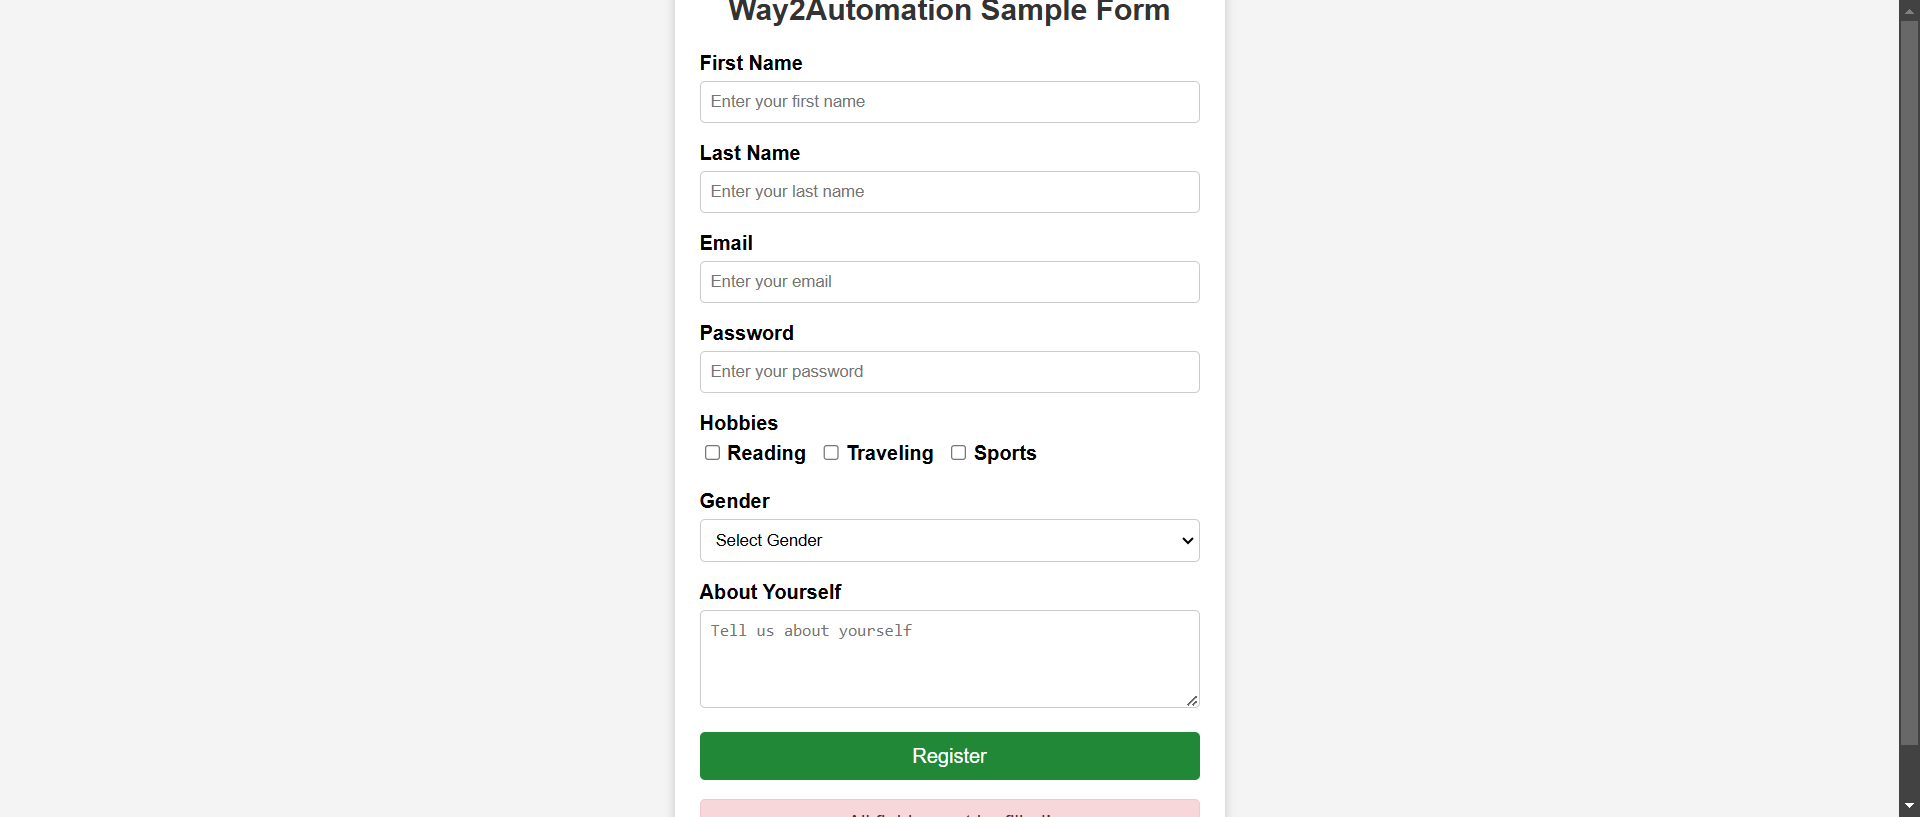 Way2Automation Sample Form
First Name
Enter your first name
Last Name
Enter your last name
Email
Enter your email
Password
Enter your password
Hobbies
Reading Traveling Sports
Gender
Select Gender
About Yourself
Tell us about yourself
Register